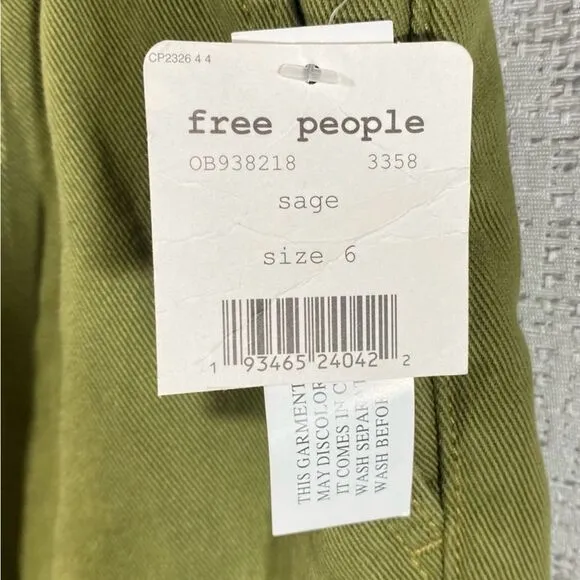 CP2326 4 4
free people
OB938218 3358
sage
size 6
1 93465 24042 2
THIS GARMENT
MAY DISCOLOR
IT COMES IN C
WASH SEPARAT
WASH BEFOR